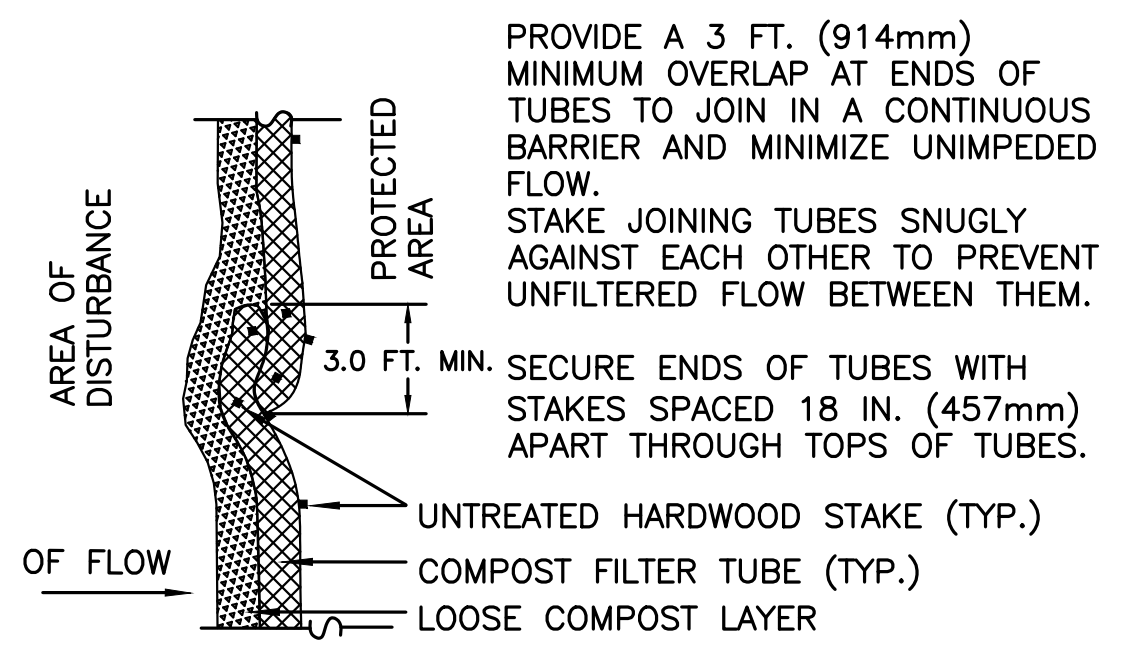 PROVIDE A 3 FT. (914mm)
MINIMUM OVERLAP AT ENDS OF
TUBES TO JOIN IN A CONTINUOUS
BARRIER AND MINIMIZE UNIMPEDED
FLOW.
STAKE JOINING TUBES SNUGLY
AGAINST EACH OTHER TO PREVENT
UNFILTERED FLOW BETWEEN THEM.
SECURE ENDS OF TUBES WITH
STAKES SPACED 18 IN. (457mm)
APART THROUGH TOPS OF TUBES.
PROTECTED
AREA
AREA OF
DISTURBANCE
3.0 FT. MIN.
UNTREATED HARDWOOD STAKE (TYP.)
OF FLOW
COMPOST FILTER TUBE (TYP.)
LOOSE COMPOST LAYER